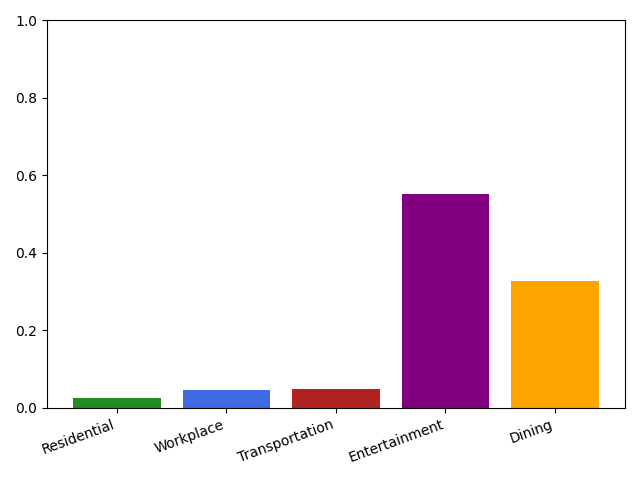 1.0
0.8
0.6
0.4
0.2
0.0
Residential
Workplace
Transportation
Entertainment
Dining